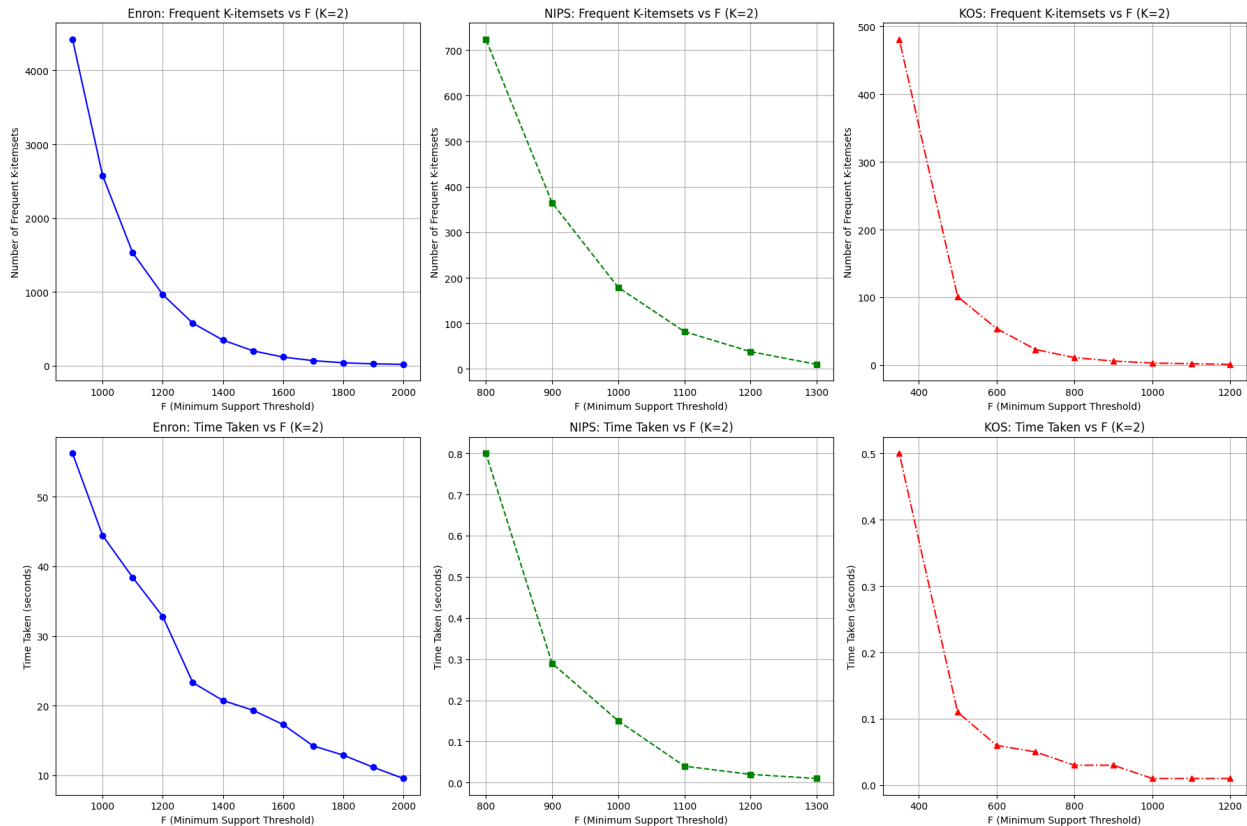 Enron: Frequent K-itemsets vs F (K=2)
Number of Frequent K-itemsets
4000
3000
2000
1000
0
1000 1200 1400 1600 1800 2000
F (Minimum Support Threshold)
NIPS: Frequent K-itemsets vs F (K=2)
Number of Frequent K-itemsets
700
600
500
400
300
200
100
0
800 900 1000 1100 1200 1300
F (Minimum Support Threshold)
KOS: Frequent K-itemsets vs F (K=2)
Number of Frequent K-itemsets
500
400
300
200
100
0
400 600 800 1000 1200
F (Minimum Support Threshold)
Enron: Time Taken vs F (K=2)
Time Taken (seconds)
50
40
30
20
10
1000 1200 1400 1600 1800 2000
F (Minimum Support Threshold)
NIPS: Time Taken vs F (K=2)
Time Taken (seconds)
0.8
0.7
0.6
0.5
0.4
0.3
0.2
0.1
0.0
800 900 1000 1100 1200 1300
F (Minimum Support Threshold)
KOS: Time Taken vs F (K=2)
Time Taken (seconds)
0.5
0.4
0.3
0.2
0.1
0.0
400 600 800 1000 1200
F (Minimum Support Threshold)